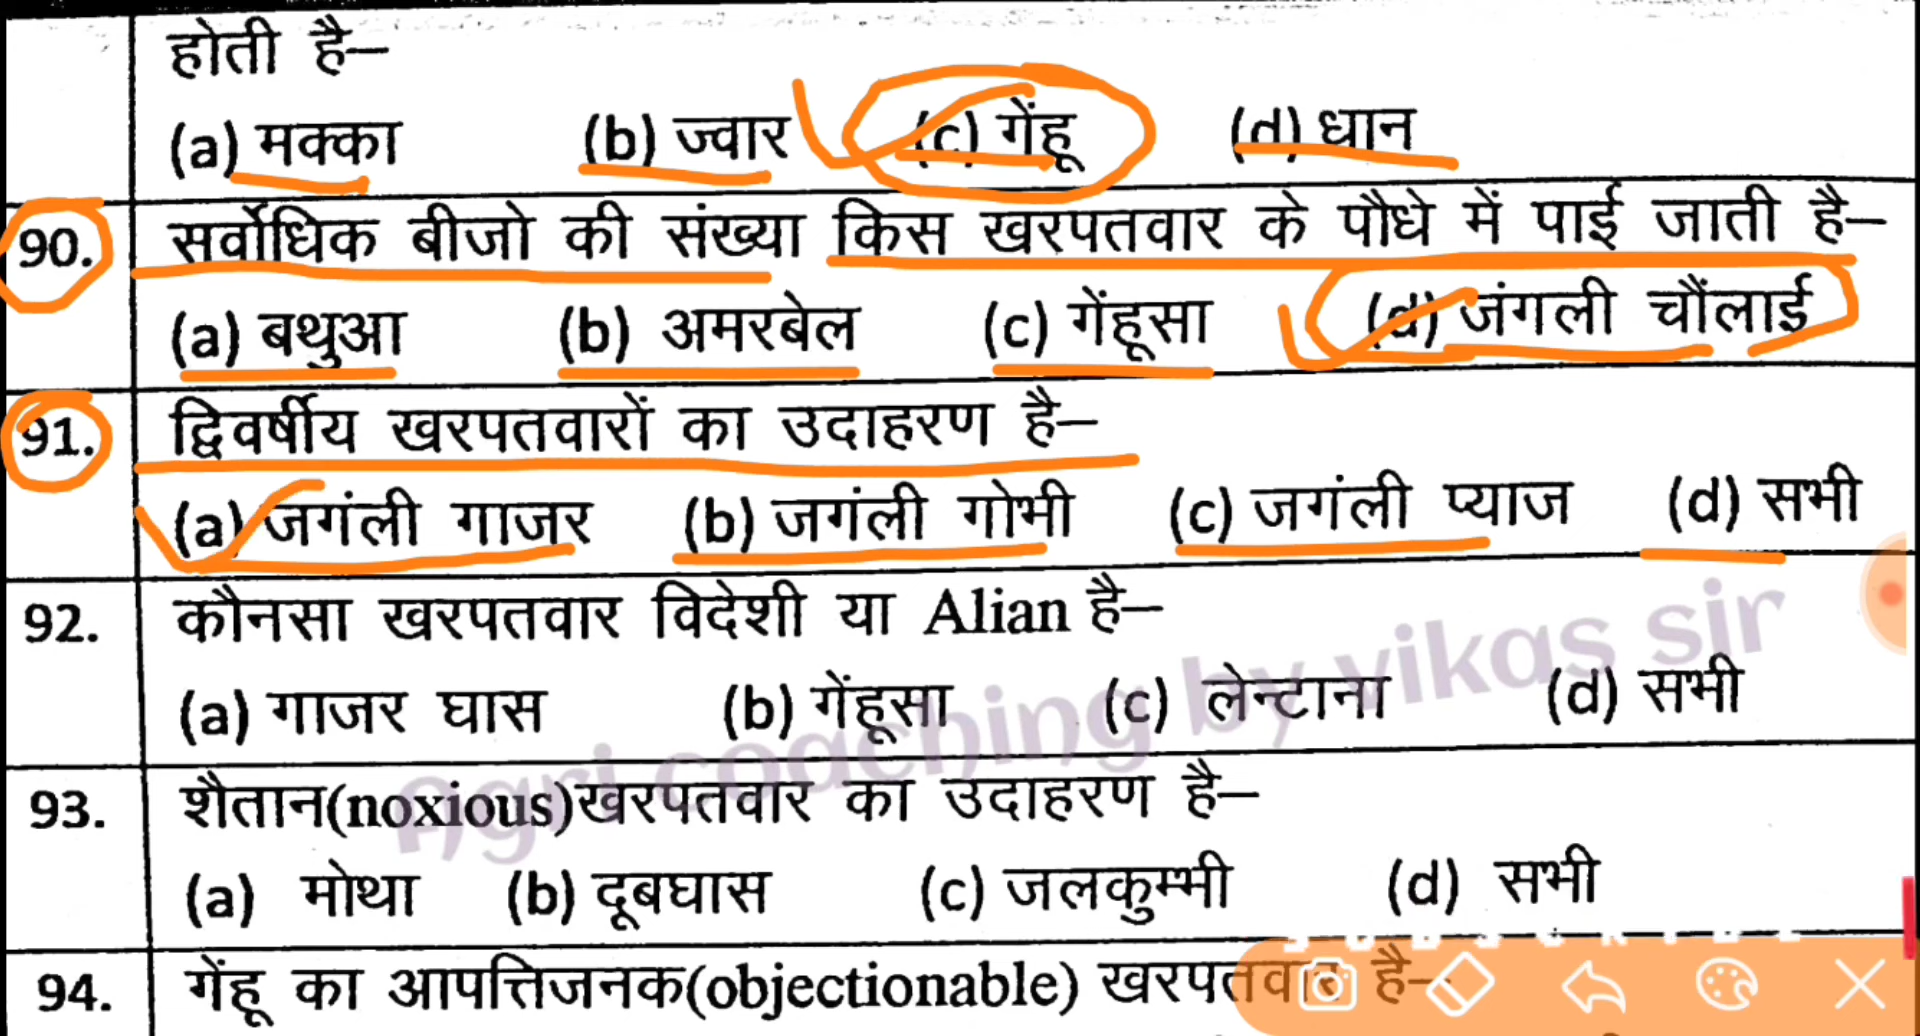 होती है–
(a) मक्का (b) ज्वार (c) गेंहू (d) धान
90. सर्वाेधिक बीजो की संख्या किस खरपतवार के पौधे में पाई जाती है–
(a) बथुआ (b) अमरबेल (c) गेंहूसा (d) जंगली चौंलाई
91. द्विवर्षीय खरपतवारों का उदाहरण है–
(a) जगंली गाजर (b) जगंली गोभी (c) जगंली प्याज (d) सभी
92. कौनसा खरपतवार विदेशी या Alian है–
(a) गाजर घास (b) गेंहूसा (c) लेन्टाना (d) सभी
Agri coaching by vikas sir
93. शैतान(noxious)खरपतवार का उदाहरण है–
(a) मोथा (b) दूबघास (c) जलकुम्भी (d) सभी
94. गेंहू का आपत्तिजनक(objectionable) खरपतवार है–